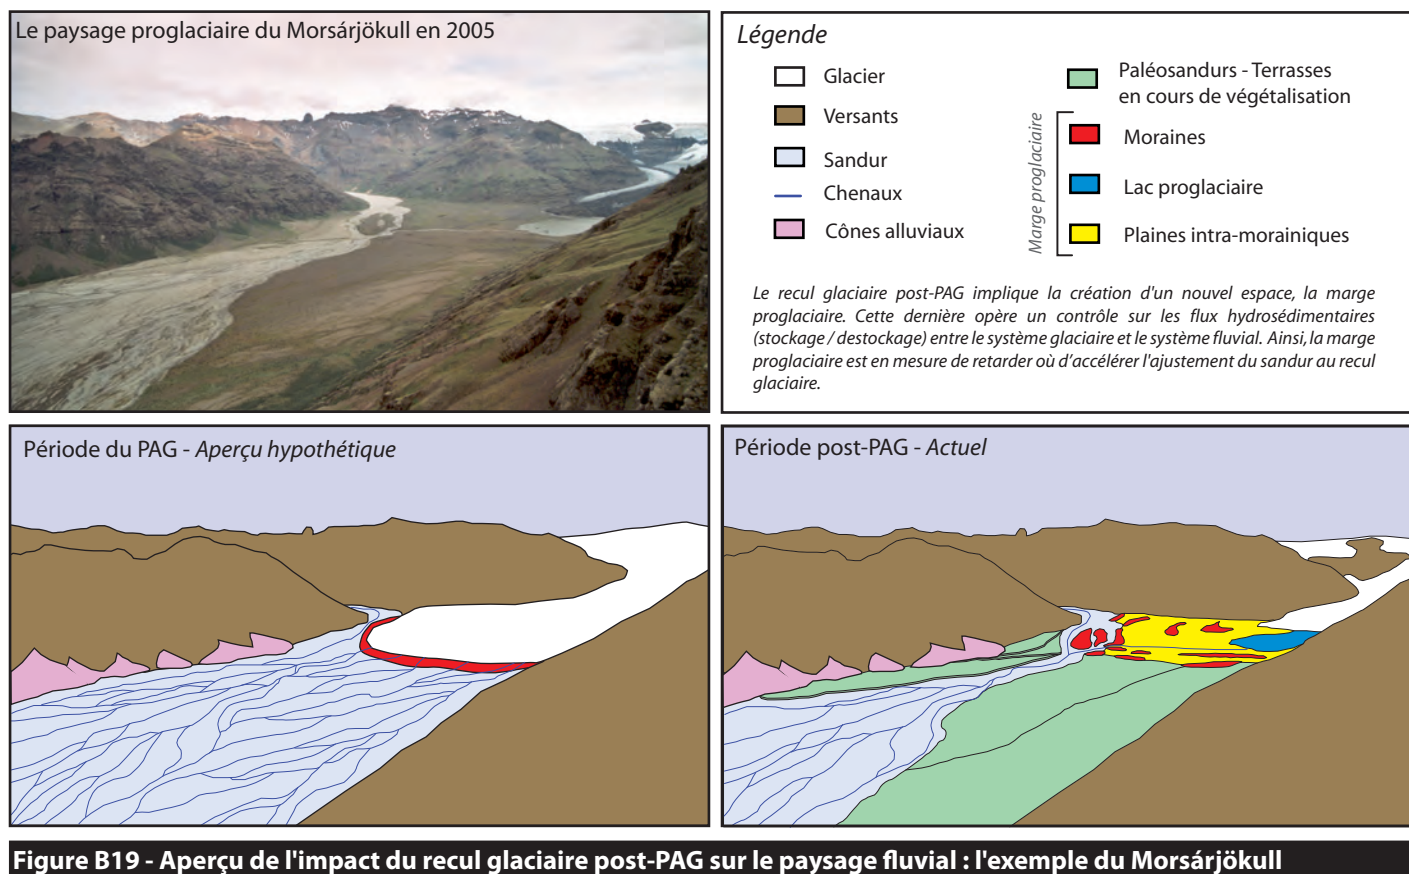 Le paysage proglaciaire du Morsárjökull en 2005
Légende
Glacier
Versants
Sandur
Chenaux
Cônes alluviaux
Paléosandurs - Terrasses
en cours de végétalisation
Marge proglaciaire
Moraines
Lac proglaciaire
Plaines intra-morainiques
Le recul glaciaire post-PAG implique la création d'un nouvel espace, la marge
proglaciaire. Cette dernière opère un contrôle sur les flux hydrosédimentaires
(stockage / destockage) entre le système glaciaire et le système fluvial. Ainsi, la marge
proglaciaire est en mesure de retarder où d'accélérer l'ajustement du sandur au recul
glaciaire.
Période du PAG - Aperçu hypothétique
Période post-PAG - Actuel
Figure B19 - Aperçu de l'impact du recul glaciaire post-PAG sur le paysage fluvial : l'exemple du Morsárjökull